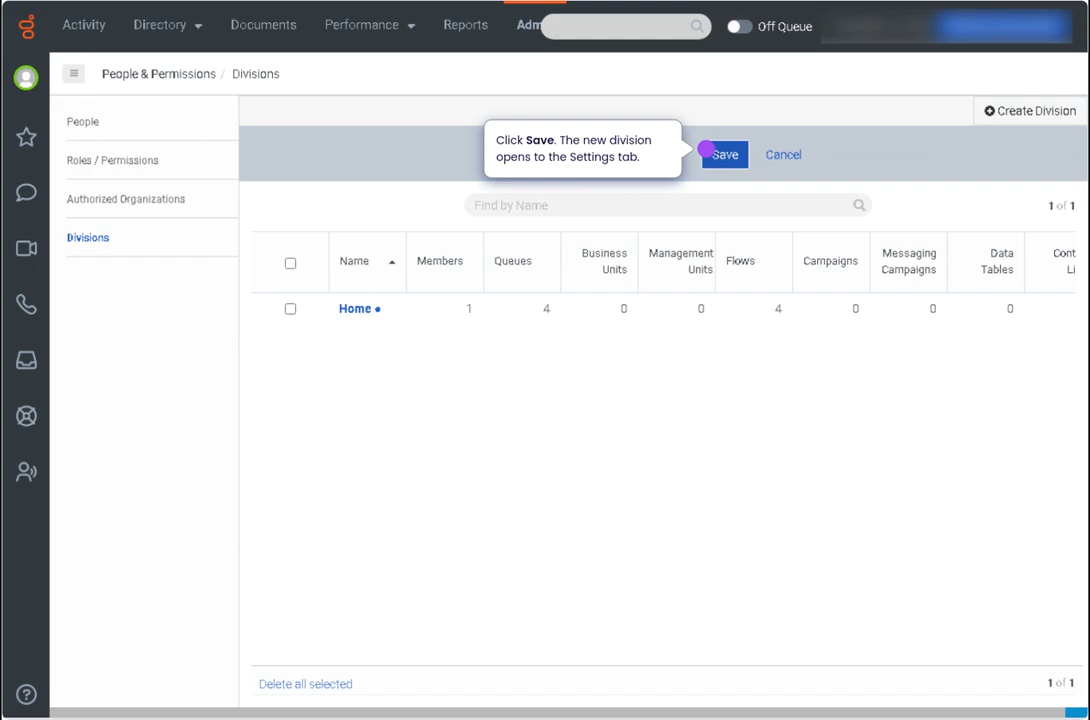 Activity Directory Documents Performance Reports Adm Off Queue
People & Permissions / Divisions
People
Roles / Permissions
Authorized Organizations
Divisions
Create Division
Click Save. The new division
opens to the Settings tab.
Save Cancel
Find by Name
1 of 1
Name Members Queues Business Units Management Units Flows Campaigns Messaging Campaigns Data Tables Cont Li
Home 1 4 0 0 4 0 0 0
Delete all selected 1 of 1